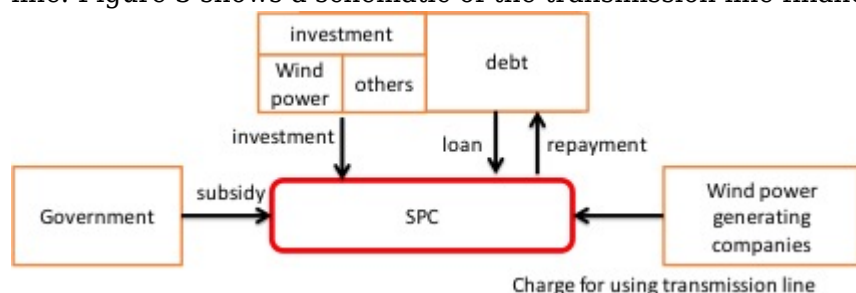 line. Figure 3 shows a schematic of the transmission line finan
investment
debt
Wind
power
others
investment
loan
repayment
Government
subsidy
SPC
Wind power
generating
companies
Charge for using transmission line